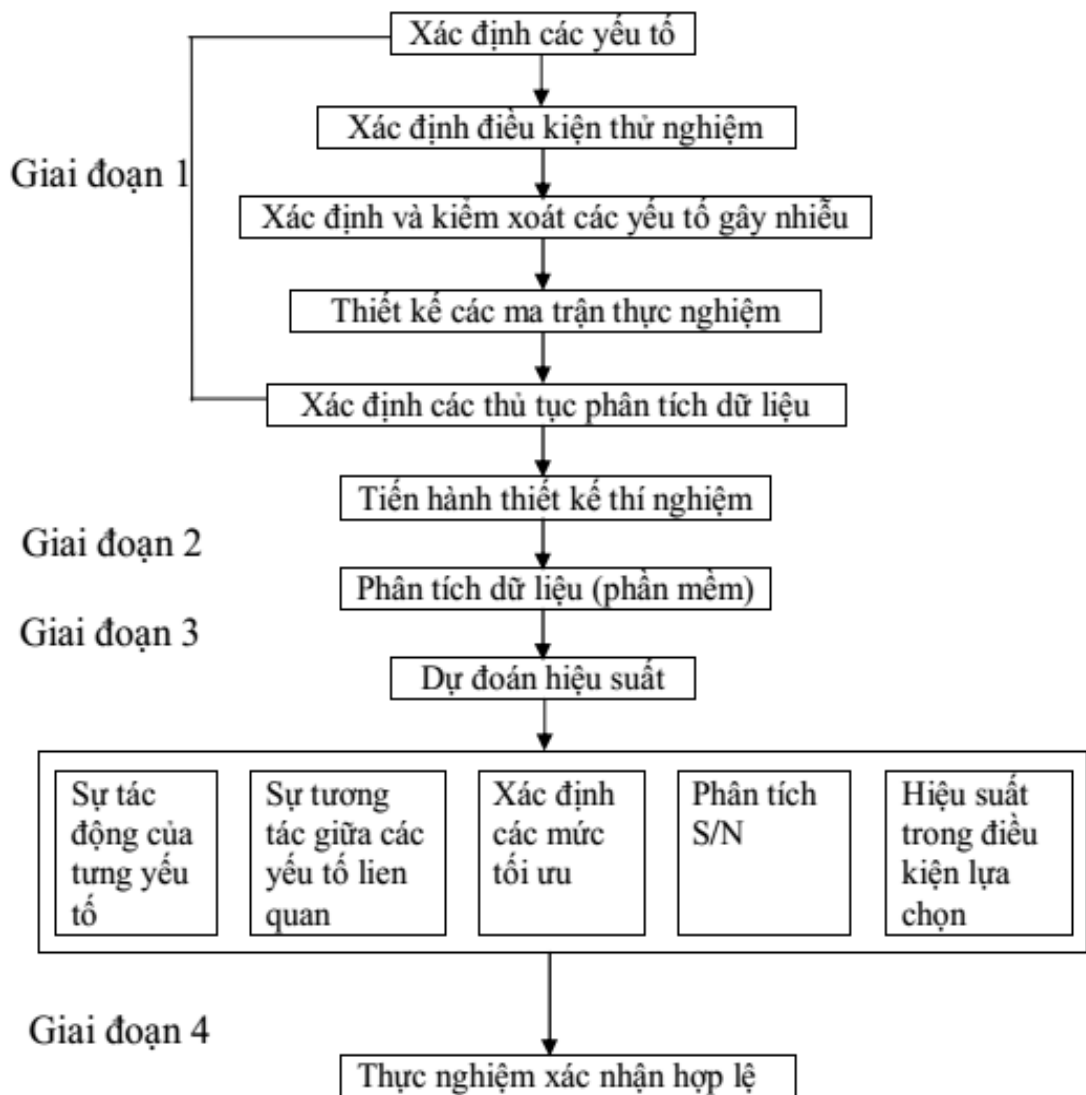 Xác định các yếu tố
Xác định điều kiện thử nghiệm
Giai đoạn 1
Xác định và kiểm xoát các yếu tố gây nhiễu
Thiết kế các ma trận thực nghiệm
Xác định các thủ tục phân tích dữ liệu
Tiến hành thiết kế thí nghiệm
Giai đoạn 2
Phân tích dữ liệu (phần mềm)
Giai đoạn 3
Dự đoán hiệu suất
Sự tác
động của
tưng yếu
tố
Sự tương
tác giữa các
yếu tố lien
quan
Xác định
các mức
tối ưu
Phân tích
S/N
Hiệu suất
trong điều
kiện lựa
chọn
Giai đoạn 4
Thực nghiệm xác nhận hợp lệ